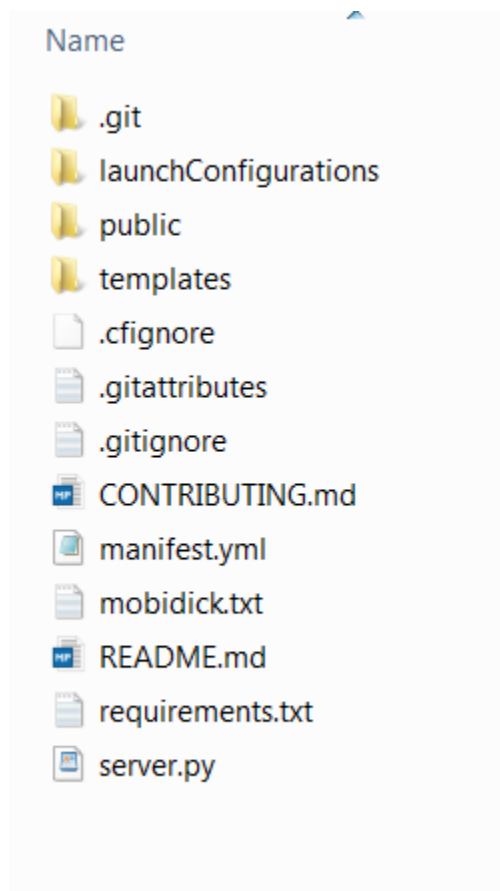 Name
.git
launchConfigurations
public
templates
.cfignore
.gitattributes
.gitignore
CONTRIBUTING.md
manifest.yml
mobidick.txt
README.md
requirements.txt
server.py